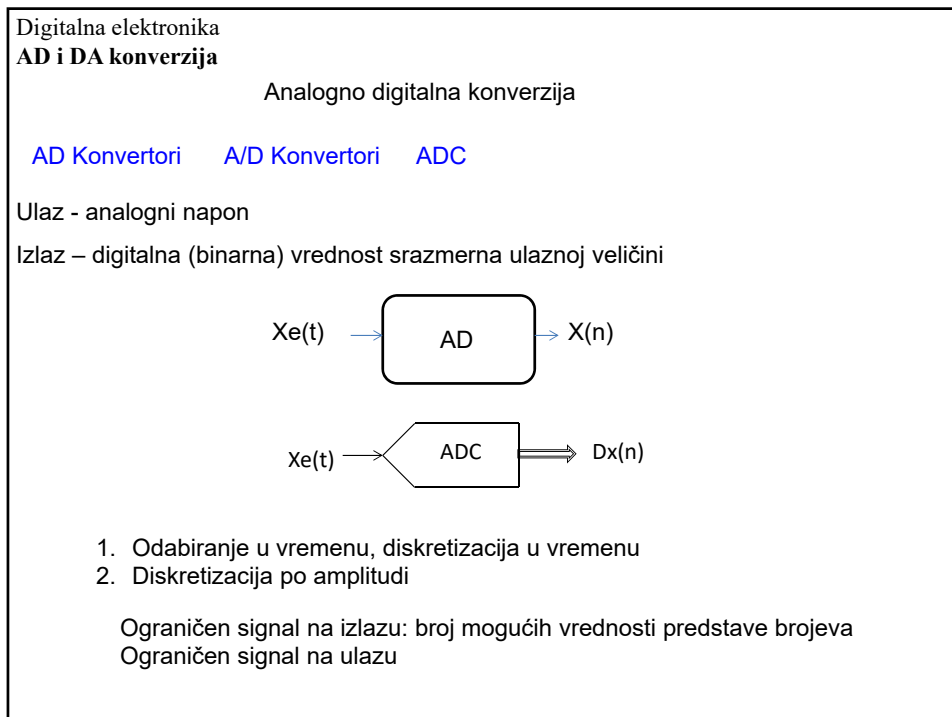 Digitalna elektronika
AD i DA konverzija
Analogno digitalna konverzija
AD Konvertori A/D Konvertori ADC
Ulaz - analogni napon
Izlaz – digitalna (binarna) vrednost srazmerna ulaznoj veličini
Xe(t) AD X(n)
Xe(t) ADC Dx(n)
1. Odabiranje u vremenu, diskretizacija u vremenu
2. Diskretizacija po amplitudi
Ograničen signal na izlazu: broj mogućih vrednosti predstave brojeva
Ograničen signal na ulazu